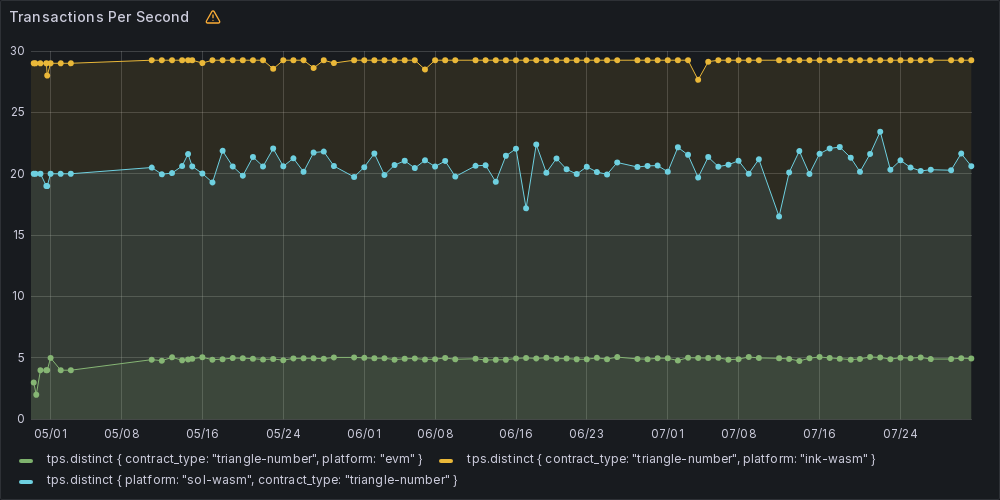 Transactions Per Second
30
25
20
15
10
5
0
05/01 05/08 05/16 05/24 06/01 06/08 06/16 06/23 07/01 07/08 07/16 07/24
tps.distinct { contract_type: "triangle-number", platform: "evm" } tps.distinct { contract_type: "triangle-number", platform: "ink-wasm" }
tps.distinct { platform: "sol-wasm", contract_type: "triangle-number" }